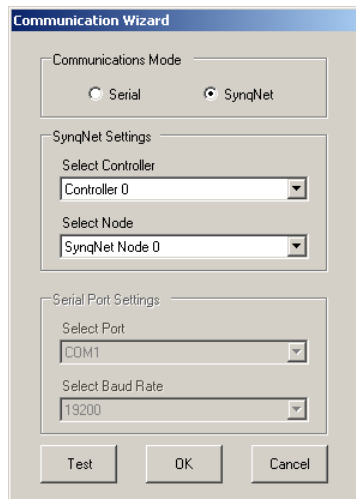 Communication Wizard
Communications Mode
Serial SynqNet
SynqNet Settings
Select Controller
Controller 0
Select Node
SynqNet Node 0
Serial Port Settings
Select Port
COM1
Select Baud Rate
19200
Test OK Cancel